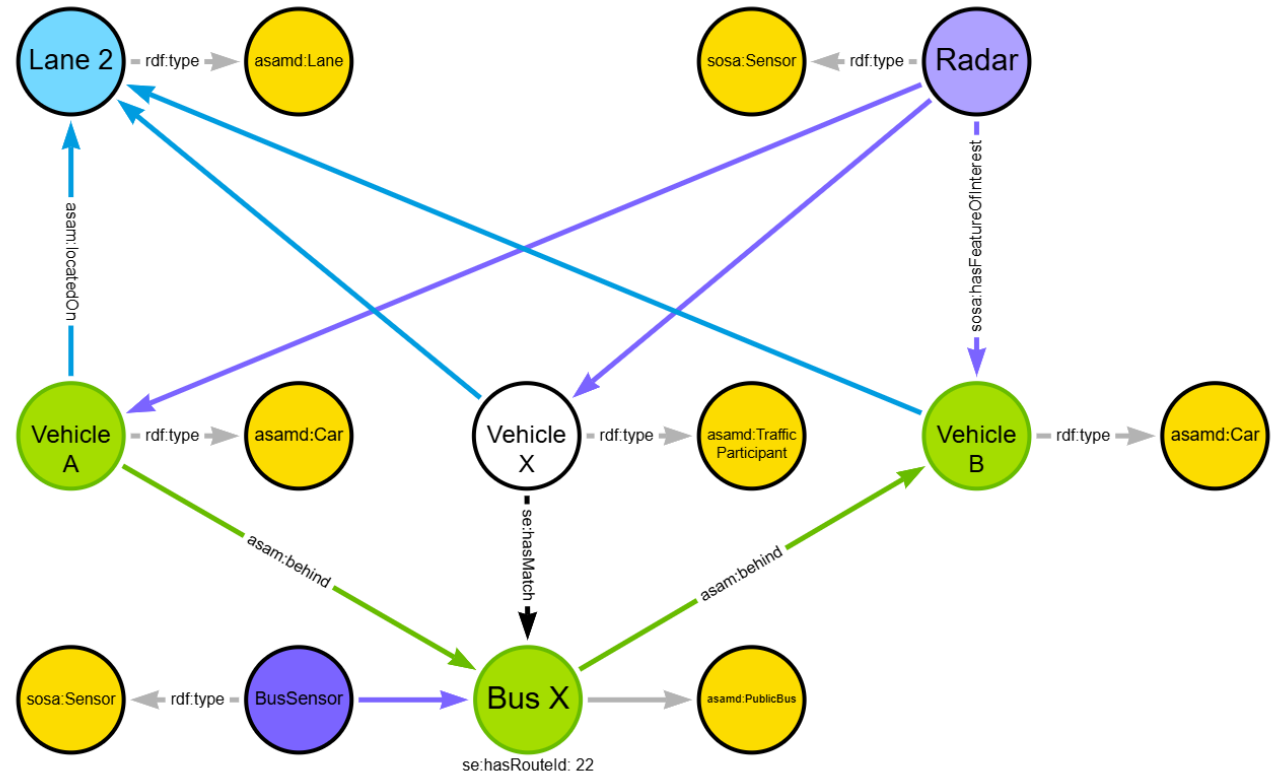 Lane 2
rdf:type
asamd:Lane
sosa:Sensor
rdf:type
Radar
asam:locatedOn
sosa:hasFeatureOfInterest
Vehicle
A
rdf:type
asamd:Car
Vehicle
X
rdf:type
asamd:Traffic
Participant
Vehicle
B
rdf:type
asamd:Car
asam:behind
se:hasMatch
asam:behind
sosa:Sensor
rdf:type
BusSensor
Bus X
asamd:PublicBus
se:hasRouteId: 22